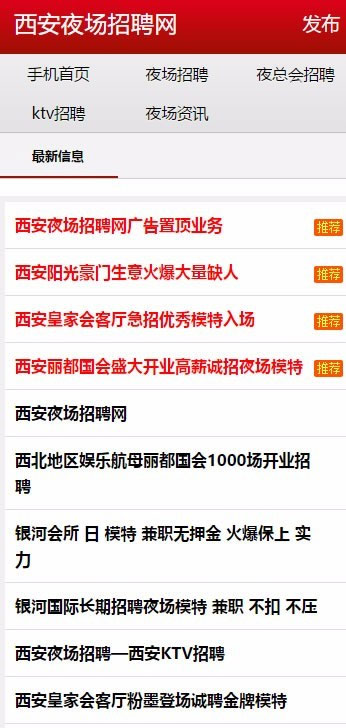 西安夜场招聘网 发布
手机首页 夜场招聘 夜总会招聘
ktv招聘 夜场资讯
最新信息
西安夜场招聘网广告置顶业务 推荐
西安阳光豪门生意火爆大量缺人 推荐
西安皇家会客厅急招优秀模特入场 推荐
西安丽都国会盛大开业高薪诚招夜场模特 推荐
西安夜场招聘网
西北地区娱乐航母丽都国会1000场开业招
聘
银河会所 日 模特 兼职无押金 火爆保上 实
力
银河国际长期招聘夜场模特 兼职 不扣 不压
西安夜场招聘—西安KTV招聘
西安皇家会客厅粉墨登场诚聘金牌模特